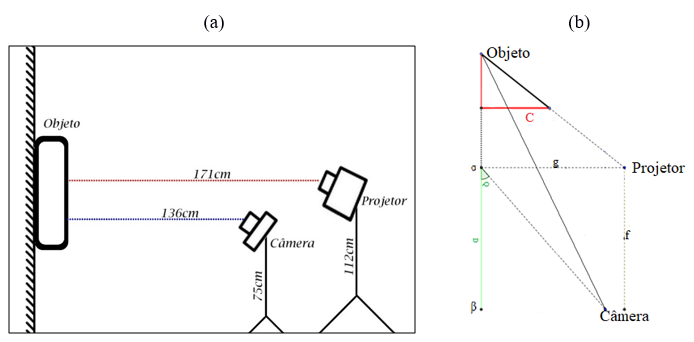 (a)
(b)
Objeto
171cm
136cm
Projetor
Câmera
112cm
75cm
Objeto
C
g
Projetor
f
β
Câmera